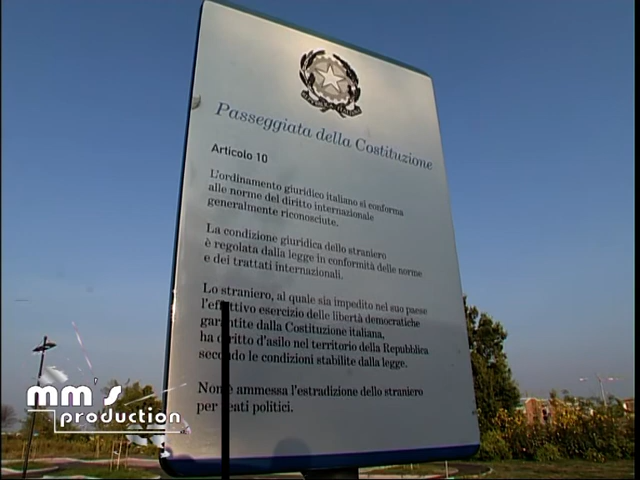 Passeggiata della Costituzione
Articolo 10
L'ordinamento giuridico italiano si conforma
alle norme del diritto internazionale
generalmente riconosciute.
La condizione giuridica dello straniero
è regolata dalla legge in conformità delle norme
e dei trattati internazionali.
Lo straniero, al quale sia impedito nel suo paese
l'effettivo esercizio delle libertà democratiche
garantite dalla Costituzione italiana,
ha diritto d'asilo nel territorio della Repubblica
secondo le condizioni stabilite dalla legge.
Non è ammessa l'estradizione dello straniero
per reati politici.
mm's
production